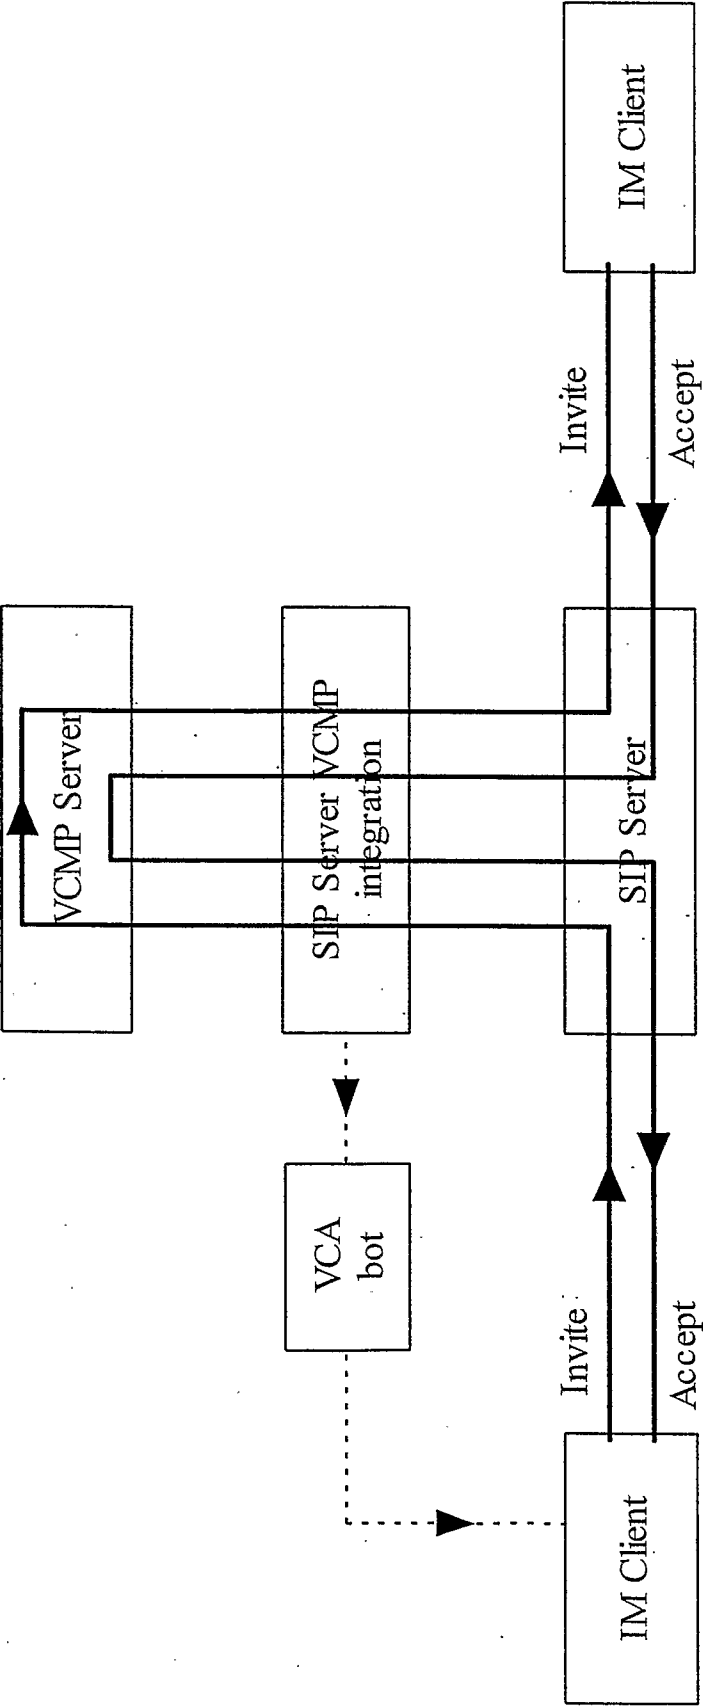 VCMP Server
SIP Server VCMP
integration
VCA
bot
Invite
Invite
SIP Server
Accept
Accept
IM Client
IM Client